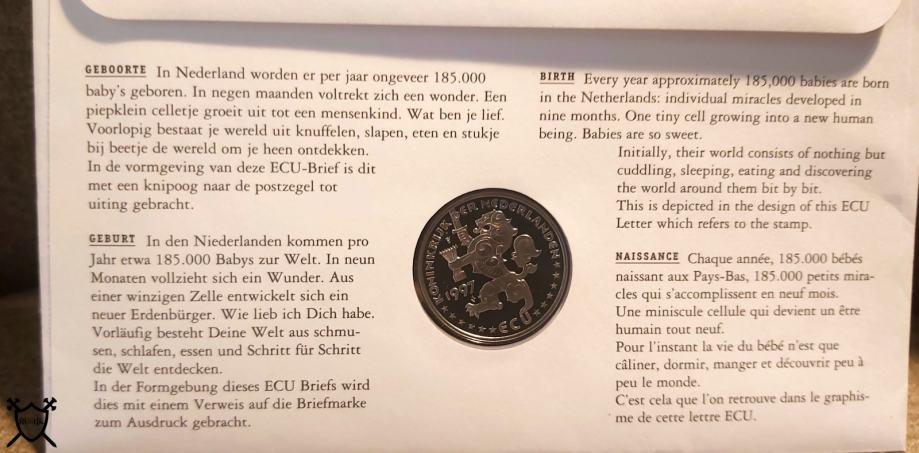 GEBOORTE In Nederland worden er per jaar ongeveer 185.000
baby's geboren. In negen maanden voltrekt zich een wonder. Een
piepklein celletje groeit uit tot een mensenkind. Wat ben je lief.
Voorlopig bestaat je wereld uit knuffelen, slapen, eten en stukje
bij beetje de wereld om je heen ontdekken.
In de vormgeving van deze ECU-Brief is dit
met een knipoog naar de postzegel tot
uiting gebracht.
GEBURT In den Niederlanden kommen pro
Jahr etwa 185.000 Babys zur Welt. In neun
Monaten vollzieht sich ein Wunder. Aus
einer winzigen Zelle entwickelt sich ein
neuer Erdenbürger. Wie lieb ich Dich habe.
Vorläufig besteht Deine Welt aus schmu-
sen, schlafen, essen und Schritt für Schritt
die Welt entdecken.
In der Formgebung dieses ECU Briefs wird
dies mit einem Verweis auf die Briefmarke
zum Ausdruck gebracht.
KONINKRIJK DER NEDERLANDEN
1997
ECU
BIRTH Every year approximately 185,000 babies are born
in the Netherlands: individual miracles developed in
nine months. One tiny cell growing into a new human
being. Babies are so sweet.
Initially, their world consists of nothing but
cuddling, sleeping, eating and discovering
the world around them bit by bit.
This is depicted in the design of this ECU
Letter which refers to the stamp.
NAISSANCE Chaque année, 185.000 bébés
naissant aux Pays-Bas, 185.000 petits mira-
cles qui s'accomplissent en neuf mois.
Une miniscule cellule qui devient un être
humain tout neuf.
Pour l'instant la vie du bébé n'est que
câliner, dormir, manger et découvrir peu à
peu le monde.
C'est cela que l'on retrouve dans le graphis-
me de cette lettre ECU.